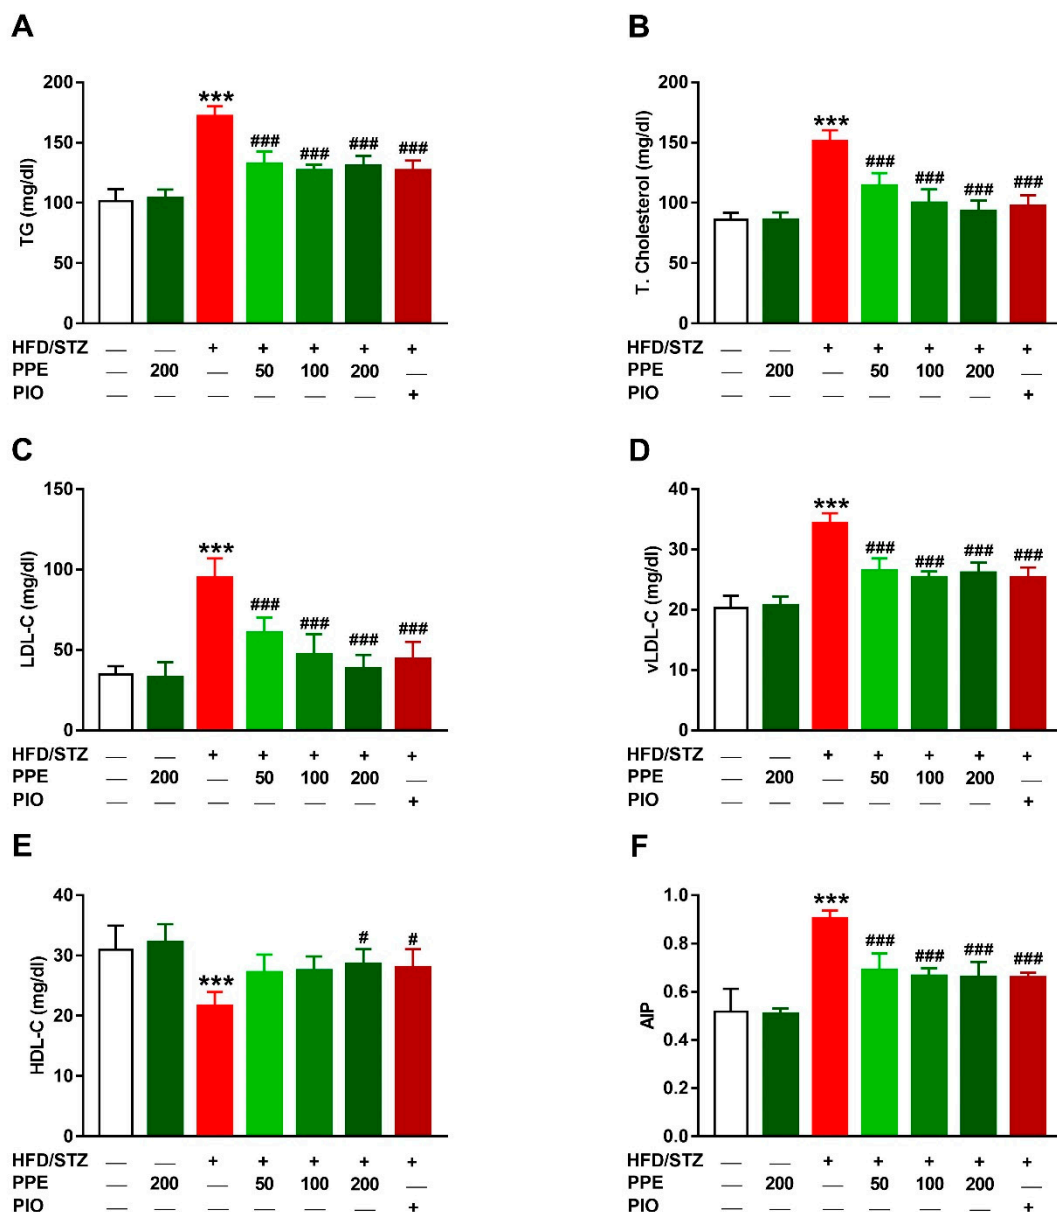 A
TG (mg/dl)
200
150
100
50
0
***
###
###
###
###
HFD/STZ — — + + + + +
PPE — 200 — 50 100 200 —
PIO — — — — — — +
B
T. Cholesterol (mg/dl)
200
150
100
50
0
***
###
###
###
###
HFD/STZ — — + + + + +
PPE — 200 — 50 100 200 —
PIO — — — — — — +
C
LDL-C (mg/dl)
150
100
50
0
***
###
###
###
###
HFD/STZ — — + + + + +
PPE — 200 — 50 100 200 —
PIO — — — — — — +
D
vLDL-C (mg/dl)
40
30
20
10
0
***
###
###
###
###
HFD/STZ — — + + + + +
PPE — 200 — 50 100 200 —
PIO — — — — — — +
E
HDL-C (mg/dl)
40
30
20
10
0
***
#
#
HFD/STZ — — + + + + +
PPE — 200 — 50 100 200 —
PIO — — — — — — +
F
AIP
1.0
0.8
0.6
0.4
0.2
0.0
***
###
###
###
###
HFD/STZ — — + + + + +
PPE — 200 — 50 100 200 —
PIO — — — — — — +